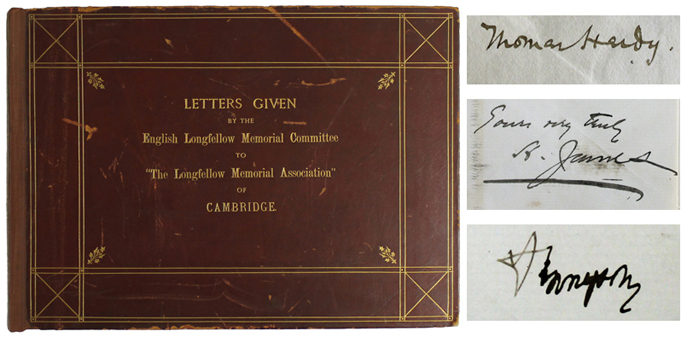 LETTERS GIVEN
BY THE
English Longfellow Memorial Committee
TO
"The Longfellow Memorial Association"
OF
CAMBRIDGE.
Thomas Hardy.
Yours very truly
H. James
Tennyson